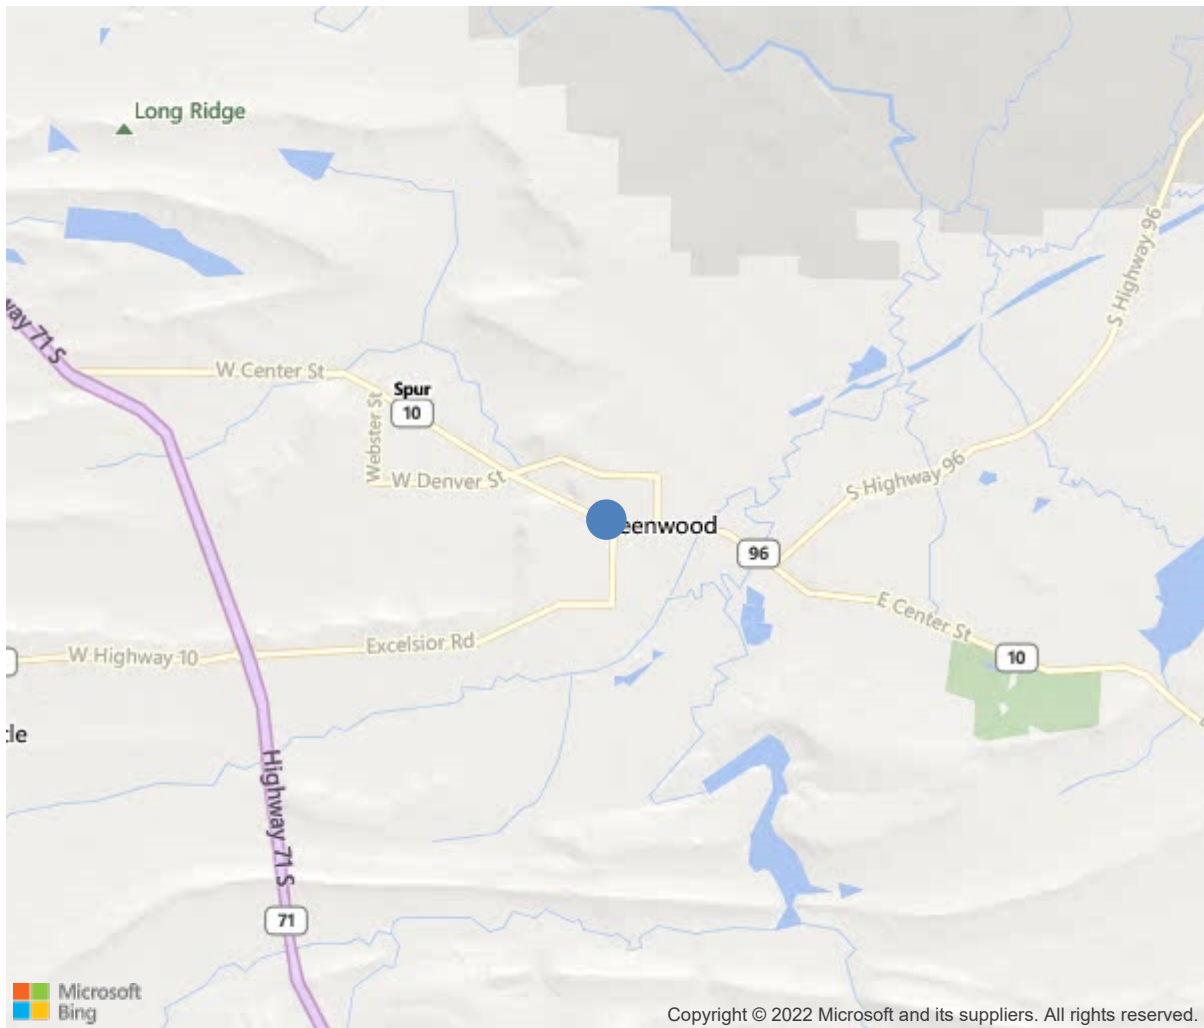 Long Ridge
way 71 S
W Center St
Spur
10
Webster St
W Denver St
eenwood
S Highway 96
S Highway 96
96
E Center St
10
Excelsior Rd
W Highway 10
cle
Highway 71 S
71
Microsoft
Bing
Copyright © 2022 Microsoft and its suppliers. All rights reserved.